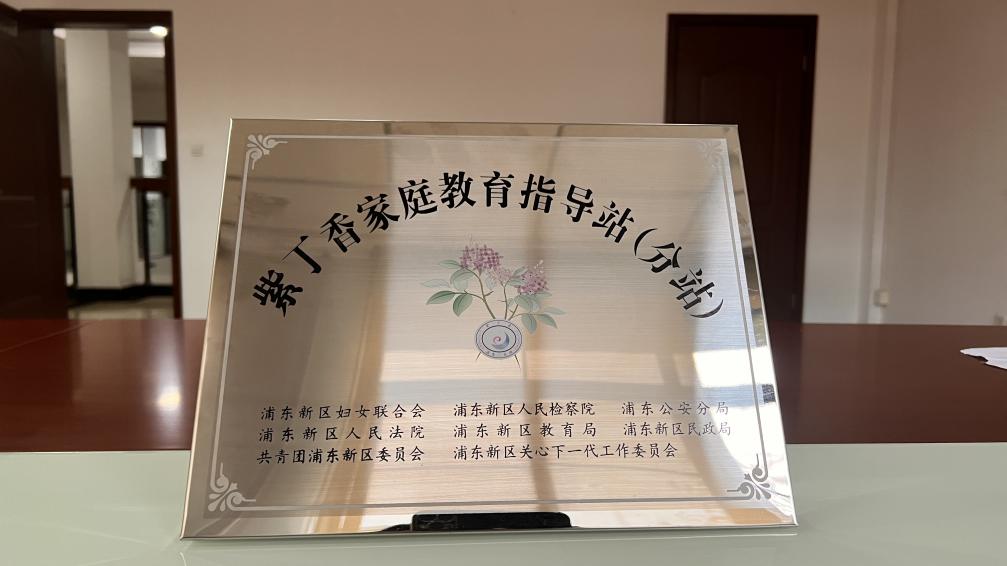 紫丁香家庭教育指导站(分站)
浦东新区妇女联合会 浦东新区人民检察院 浦东公安分局
浦东新区人民法院 浦东新区教育局 浦东新区民政局
共青团浦东新区委员会 浦东新区关心下一代工作委员会